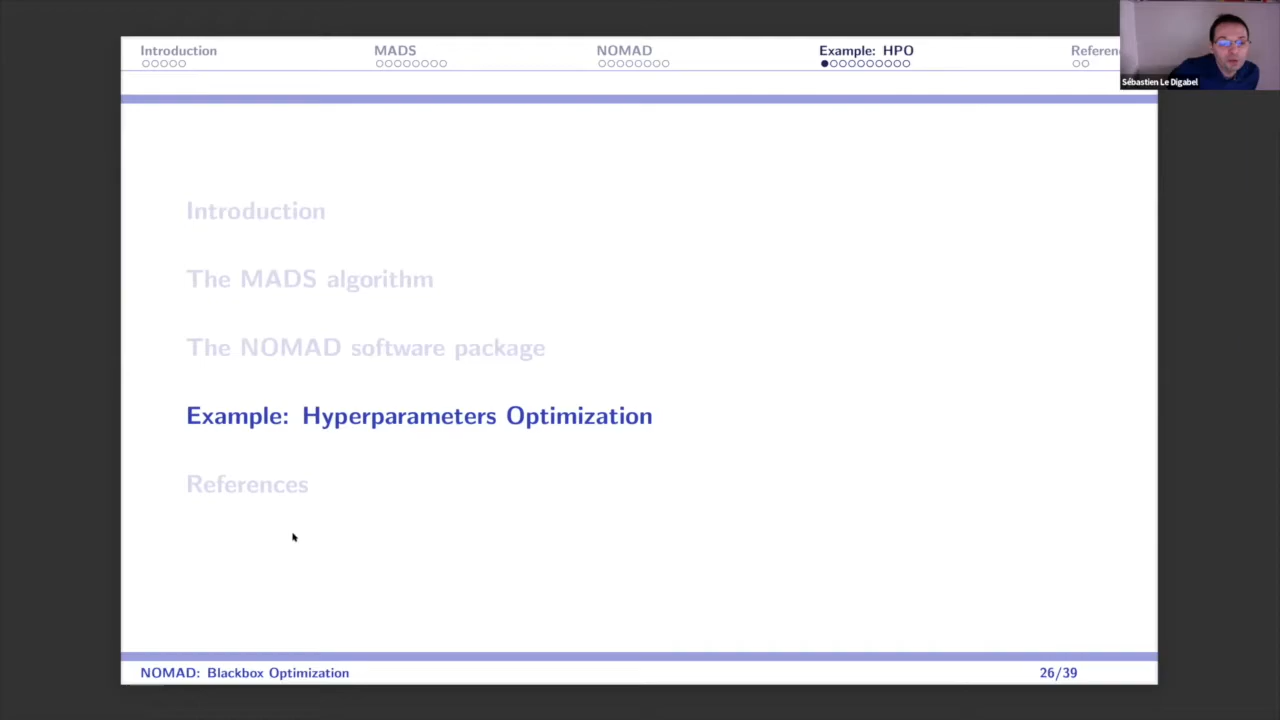 Introduction MADS NOMAD Example: HPO Referen
Sébastien Le Digabel
Introduction
The MADS algorithm
The NOMAD software package
Example: Hyperparameters Optimization
References
NOMAD: Blackbox Optimization 26/39